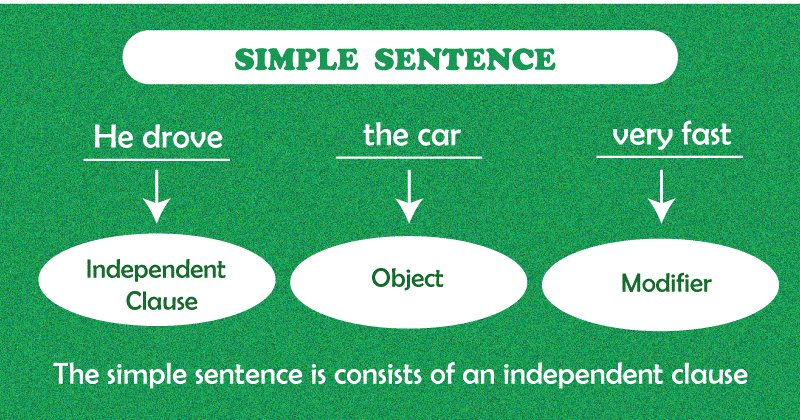 SIMPLE SENTENCE
He drove
the car
very fast
Independent
Clause
Object
Modifier
The simple sentence is consists of an independent clause